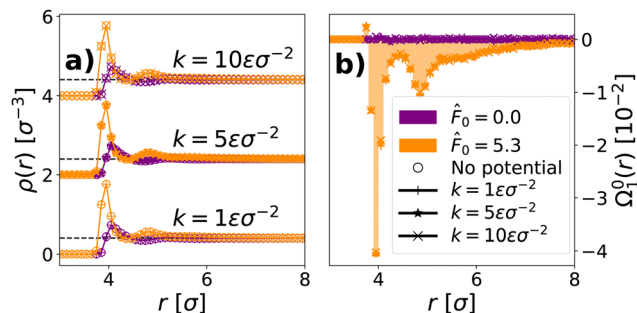 a)
k = 10εσ⁻²
k = 5εσ⁻²
k = 1εσ⁻²
6
4
2
0
ρ(r) [σ⁻³]
4
6
8
r [σ]
b)
F̂₀ = 0.0
F̂₀ = 5.3
No potential
k = 1εσ⁻²
k = 5εσ⁻²
k = 10εσ⁻²
0
−1
−2
−3
−4
Ω₁⁰(r) [10⁻²]
4
6
8
r [σ]